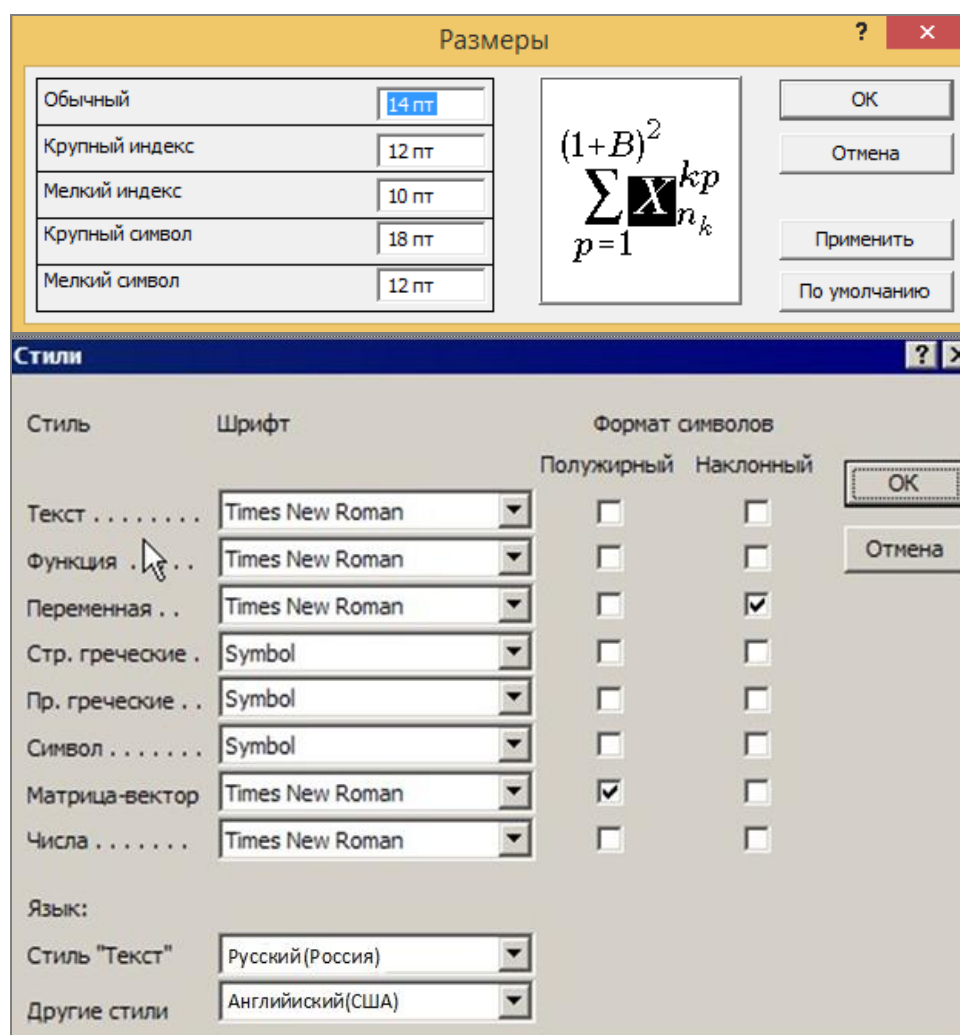 Размеры ? ×
Обычный 14 пт
Крупный индекс 12 пт
Мелкий индекс 10 пт
Крупный символ 18 пт
Мелкий символ 12 пт
(1+B)²
∑ X kp
n k
p=1
OK
Отмена
Применить
По умолчанию
Стили ?
Стиль Шрифт Формат символов
Полужирный Наклонный
Текст . . . . . . . . Times New Roman
Функция . . . . Times New Roman
Переменная . . Times New Roman
Стр. греческие . Symbol
Пр. греческие . . Symbol
Символ . . . . . . . Symbol
Матрица-вектор Times New Roman
Числа . . . . . . . Times New Roman
OK
Отмена
Язык:
Стиль "Текст" Русский(Россия)
Другие стили Английиский(США)